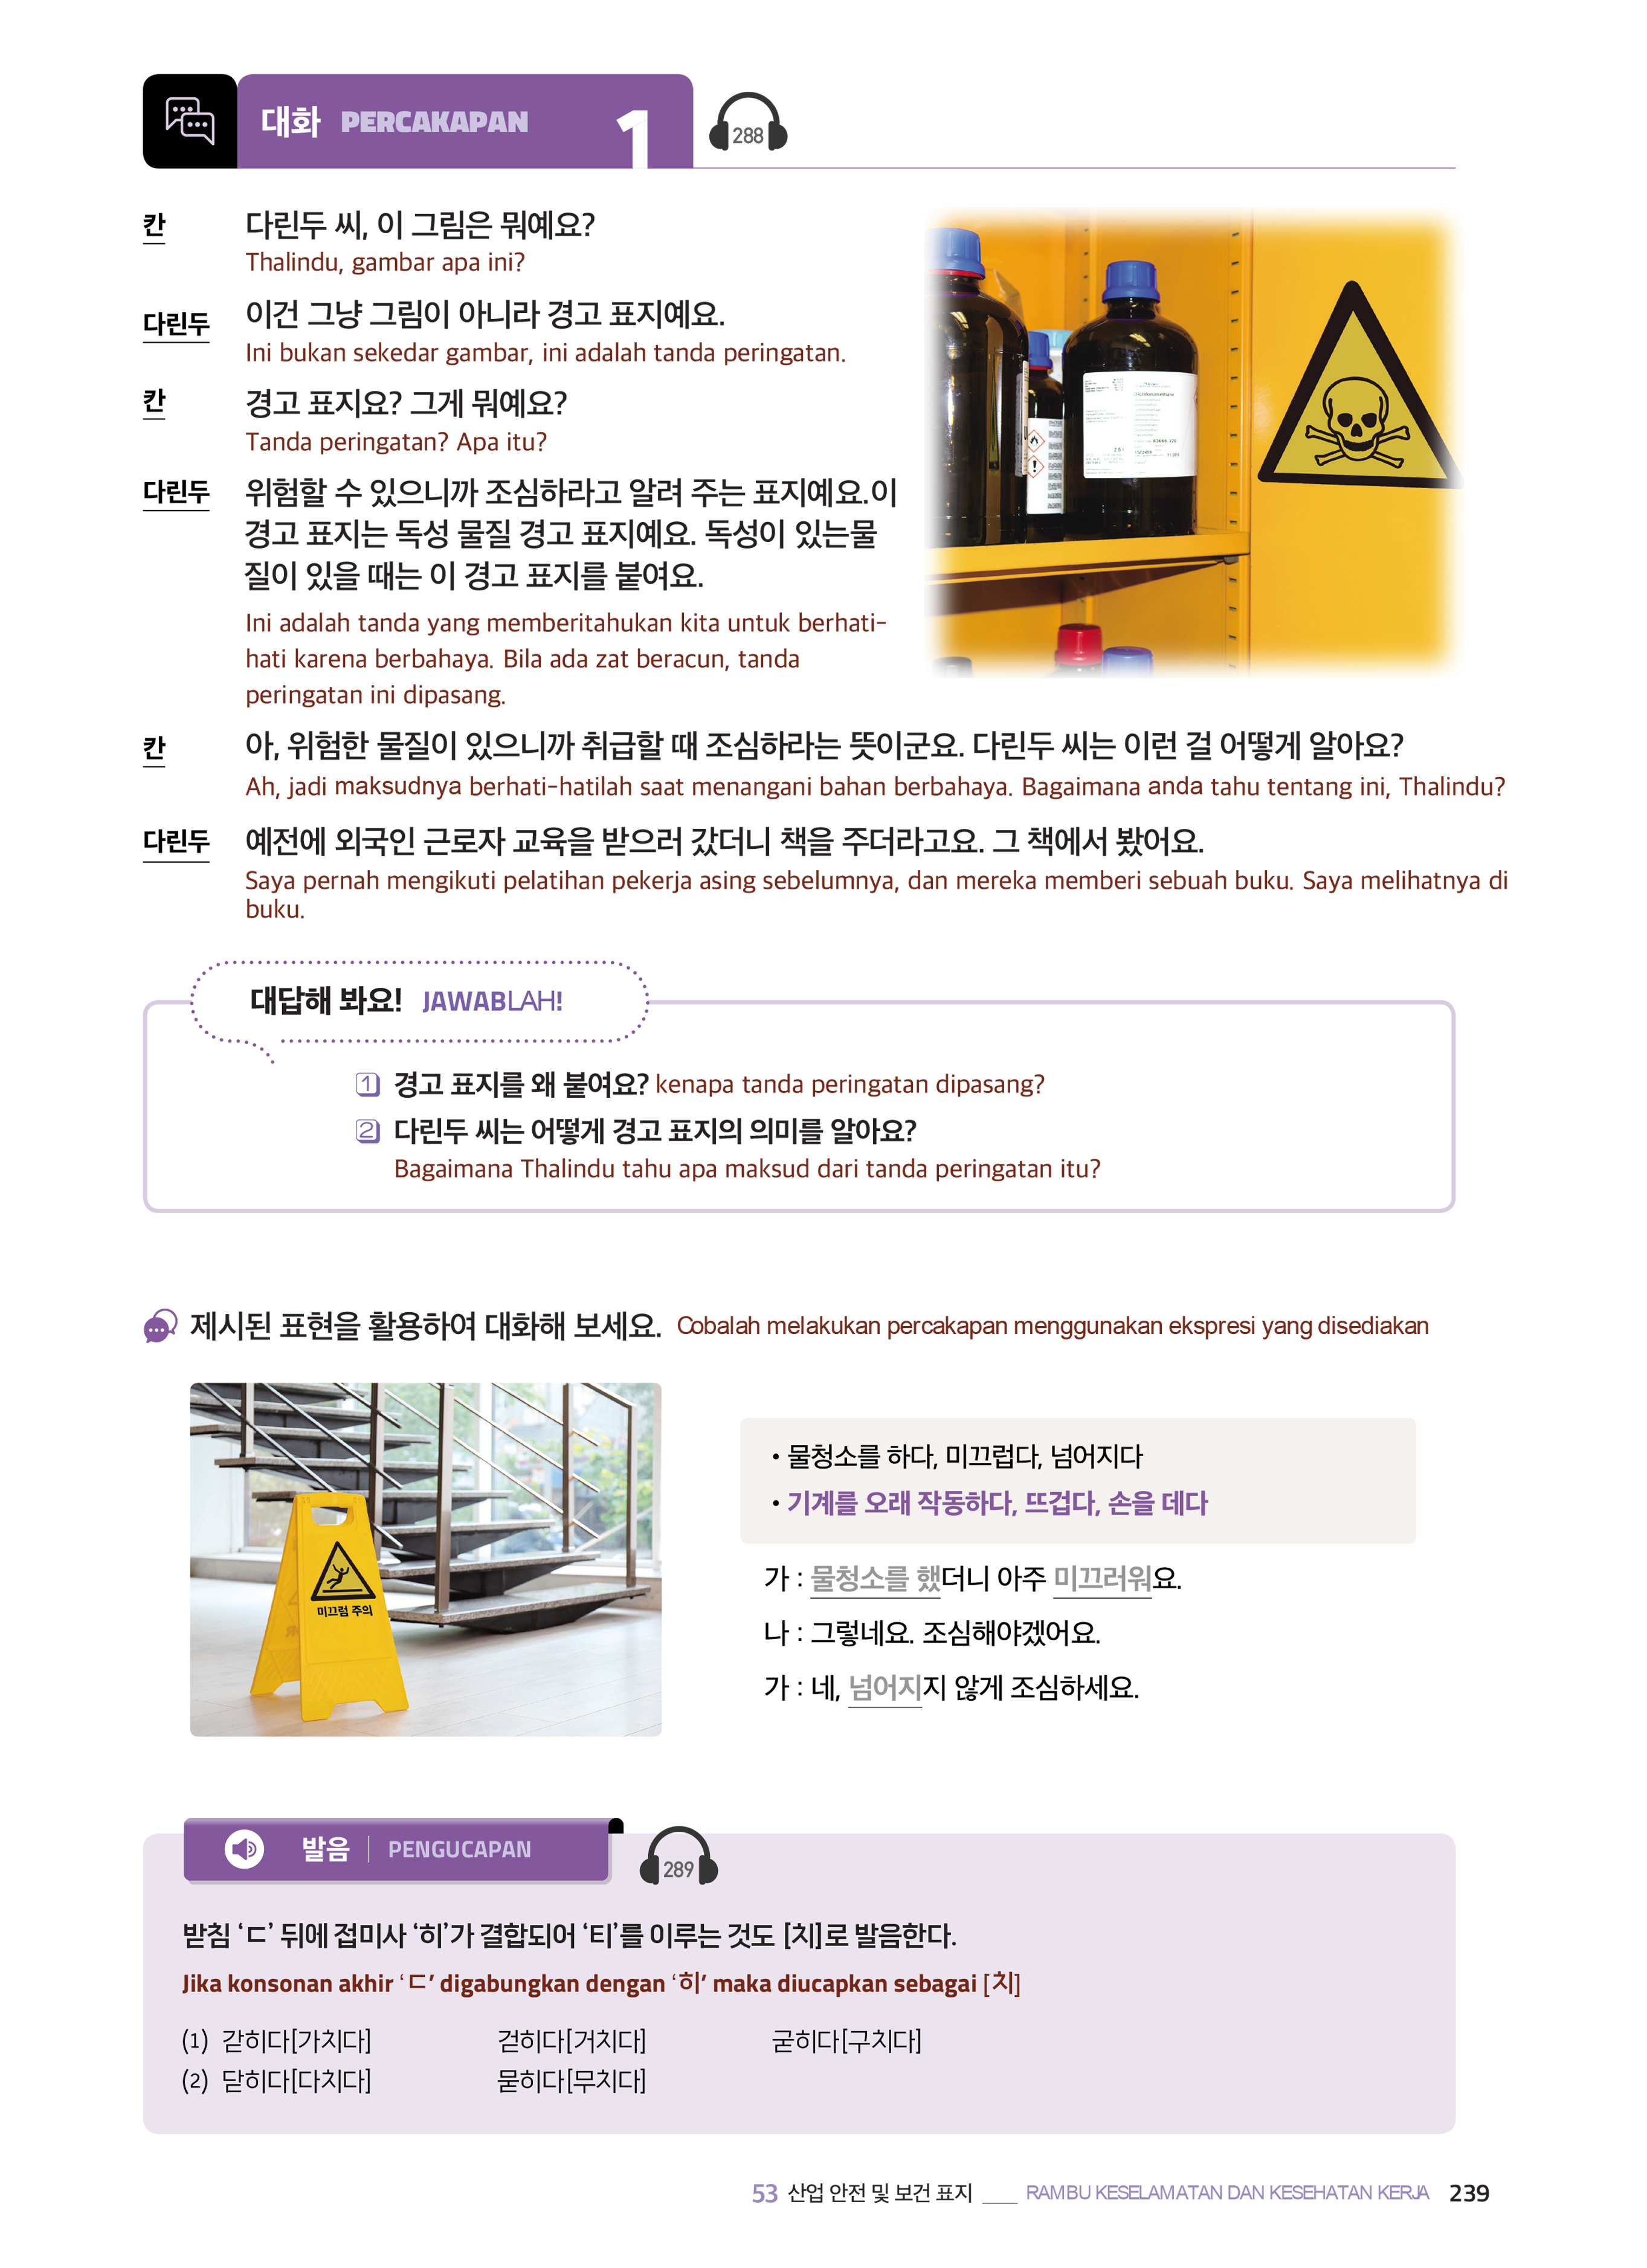 대화 PERCAKAPAN 1
288
칸 다린두 씨, 이 그림은 뭐예요?
Thalindu, gambar apa ini?
다린두 이건 그냥 그림이 아니라 경고 표지예요.
Ini bukan sekedar gambar, ini adalah tanda peringatan.
칸 경고 표지요? 그게 뭐예요?
Tanda peringatan? Apa itu?
다린두 위험할 수 있으니까 조심하라고 알려 주는 표지예요.이
경고 표지는 독성 물질 경고 표지예요. 독성이 있는물
질이 있을 때는 이 경고 표지를 붙여요.
Ini adalah tanda yang memberitahukan kita untuk berhati-
hati karena berbahaya. Bila ada zat beracun, tanda
peringatan ini dipasang.
칸 아, 위험한 물질이 있으니까 취급할 때 조심하라는 뜻이군요. 다린두 씨는 이런 걸 어떻게 알아요?
Ah, jadi maksudnya berhati-hatilah saat menangani bahan berbahaya. Bagaimana anda tahu tentang ini, Thalindu?
다린두 예전에 외국인 근로자 교육을 받으러 갔더니 책을 주더라고요. 그 책에서 봤어요.
Saya pernah mengikuti pelatihan pekerja asing sebelumnya, dan mereka memberi sebuah buku. Saya melihatnya di
buku.
대답해 봐요! JAWABLAH!
1 경고 표지를 왜 붙여요? kenapa tanda peringatan dipasang?
2 다린두 씨는 어떻게 경고 표지의 의미를 알아요?
Bagaimana Thalindu tahu apa maksud dari tanda peringatan itu?
제시된 표현을 활용하여 대화해 보세요. Cobalah melakukan percakapan menggunakan ekspresi yang disediakan
미끄럼 주의
• 물청소를 하다, 미끄럽다, 넘어지다
• 기계를 오래 작동하다, 뜨겁다, 손을 데다
가 : 물청소를 했더니 아주 미끄러워요.
나 : 그렇네요. 조심해야겠어요.
가 : 네, 넘어지지 않게 조심하세요.
발음 | PENGUCAPAN
289
받침 ‘ㄷ’ 뒤에 접미사 ‘히’가 결합되어 ‘티’를 이루는 것도 [치]로 발음한다.
Jika konsonan akhir ‘ㄷ’ digabungkan dengan ‘히’ maka diucapkan sebagai [치]
(1) 갇히다[가치다] 걷히다[거치다] 굳히다[구치다]
(2) 닫히다[다치다] 묻히다[무치다]
53 산업 안전 및 보건 표지 ___ RAMBU KESELAMATAN DAN KESEHATAN KERJA 239